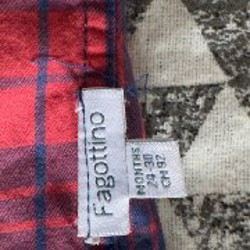 Fagottino
MONTHS
24-30
CM 92